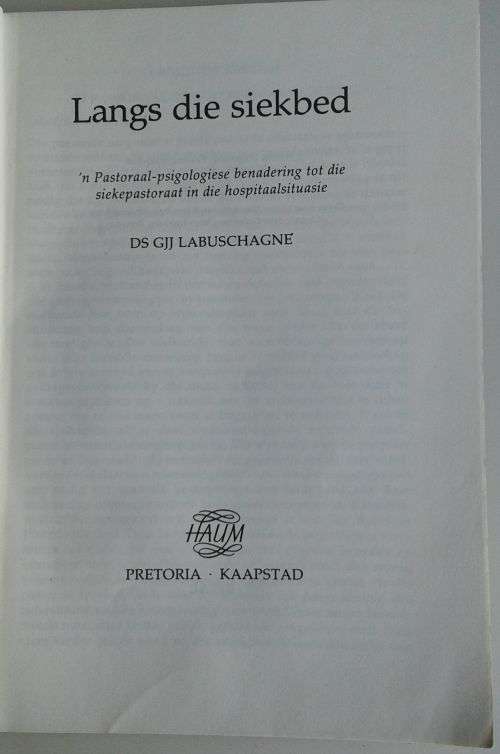 Langs die siekbed
'n Pastoraal-psigologiese benadering tot die
siekepastoraat in die hospitaalsituasie
DS GJJ LABUSCHAGNE
HAUM
PRETORIA · KAAPSTAD